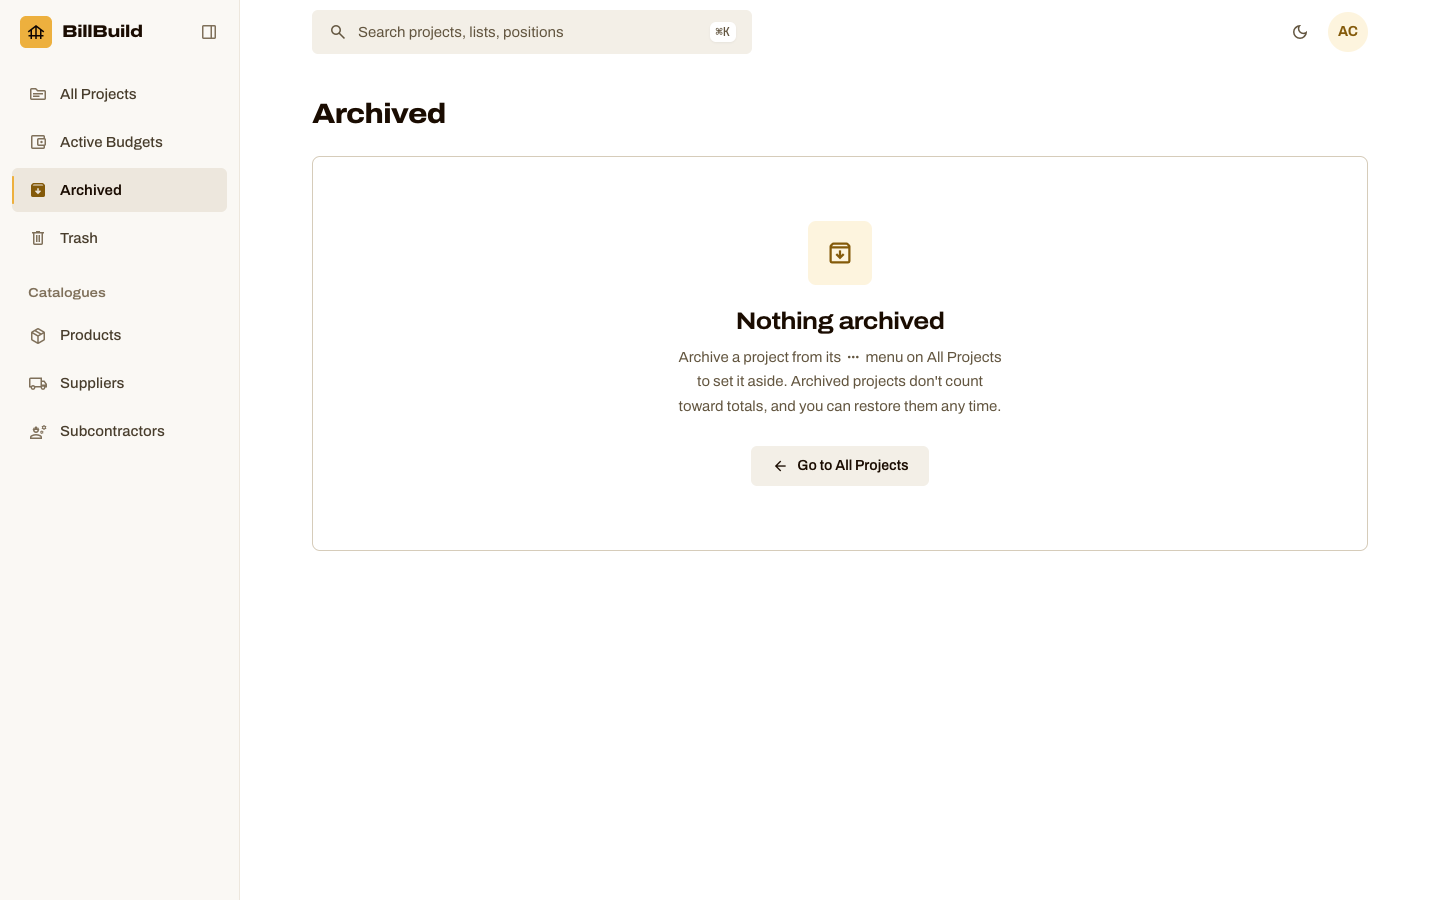 BillBuild
Search projects, lists, positions
⌘K
AC
All Projects
Active Budgets
Archived
Trash
Catalogues
Products
Suppliers
Subcontractors
Archived
Nothing archived
Archive a project from its ··· menu on All Projects
to set it aside. Archived projects don't count
toward totals, and you can restore them any time.
Go to All Projects